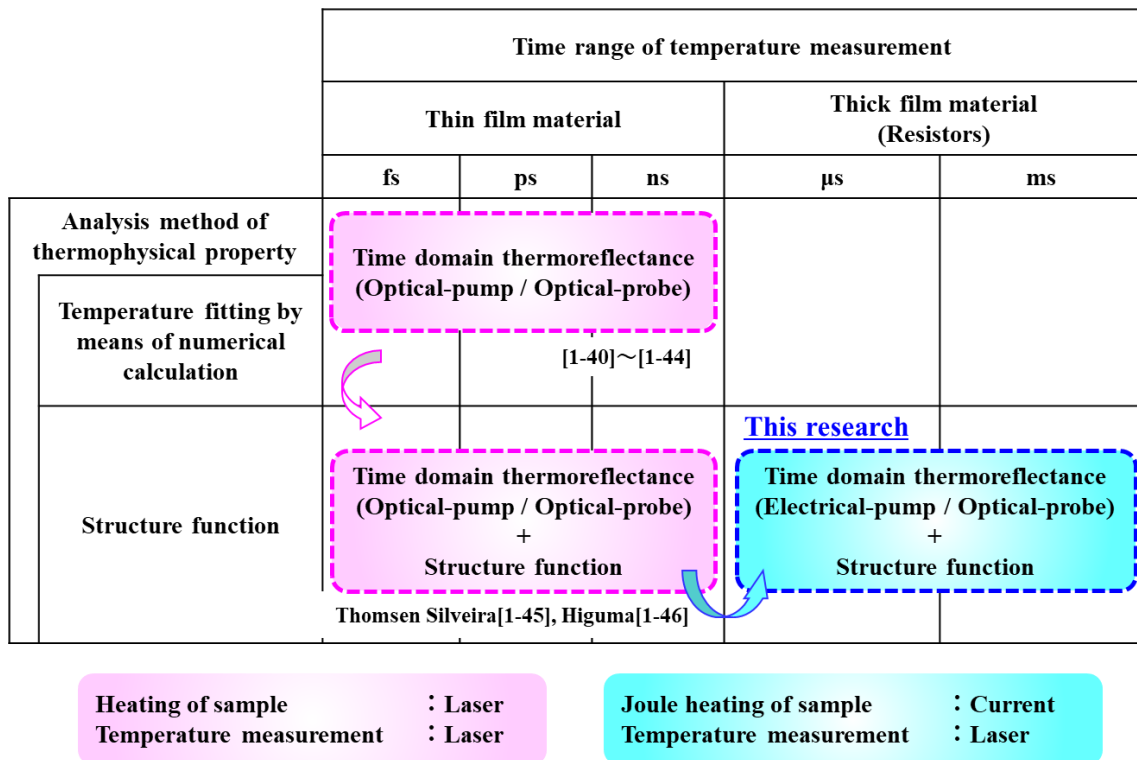 Time range of temperature measurement
Thin film material
Thick film material
(Resistors)
fs
ps
ns
μs
ms
Analysis method of
thermophysical property
Time domain thermoreflectance
(Optical-pump / Optical-probe)
Temperature fitting by
means of numerical
calculation
[1-40]～[1-44]
This research
Structure function
Time domain thermoreflectance
(Optical-pump / Optical-probe)
+
Structure function
Time domain thermoreflectance
(Electrical-pump / Optical-probe)
+
Structure function
Thomsen Silveira[1-45], Higuma[1-46]
Heating of sample ：Laser
Temperature measurement ：Laser
Joule heating of sample ：Current
Temperature measurement ：Laser